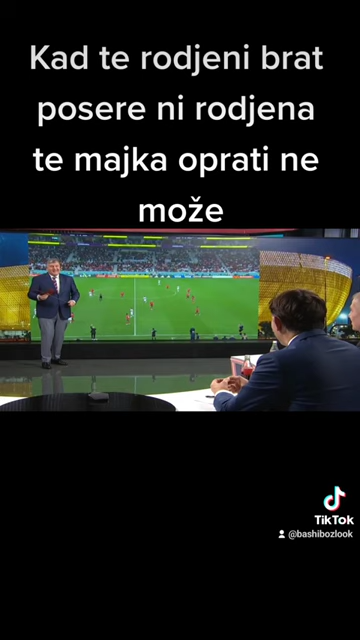 Kad te rodjeni brat
posere ni rodjena
te majka oprati ne
može
TikTok
@bashibozlook